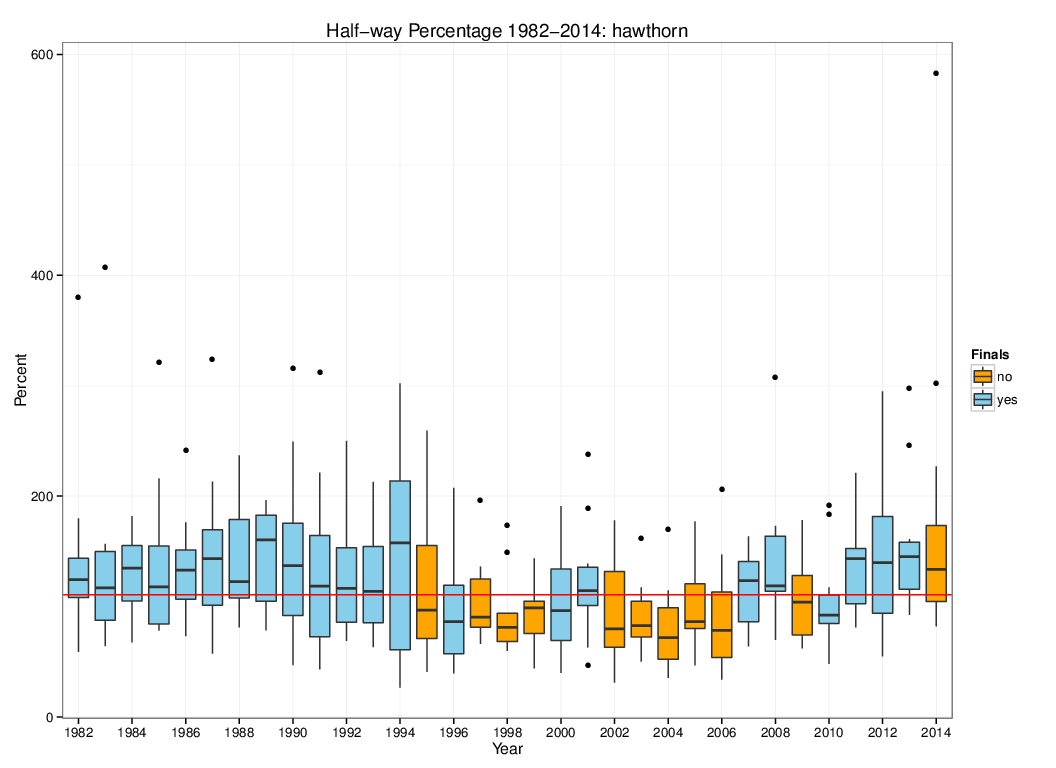 Half−way Percentage 1982−2014: hawthorn
600
400
200
0
Percent
1982 1984 1986 1988 1990 1992 1994 1996 1998 2000 2002 2004 2006 2008 2010 2012 2014
Year
Finals
no
yes